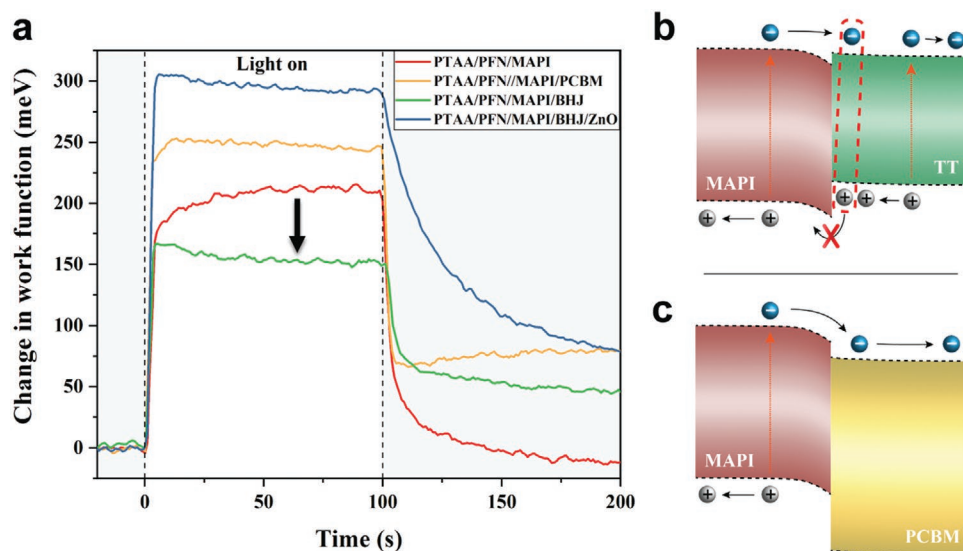 a
Change in work function (meV)
300
250
200
150
100
50
0
Light on
PTAA/PFN/MAPI
PTAA/PFN//MAPI/PCBM
PTAA/PFN/MAPI/BHJ
PTAA/PFN/MAPI/BHJ/ZnO
0
50
100
150
200
Time (s)
b
MAPI
TT
c
MAPI
PCBM